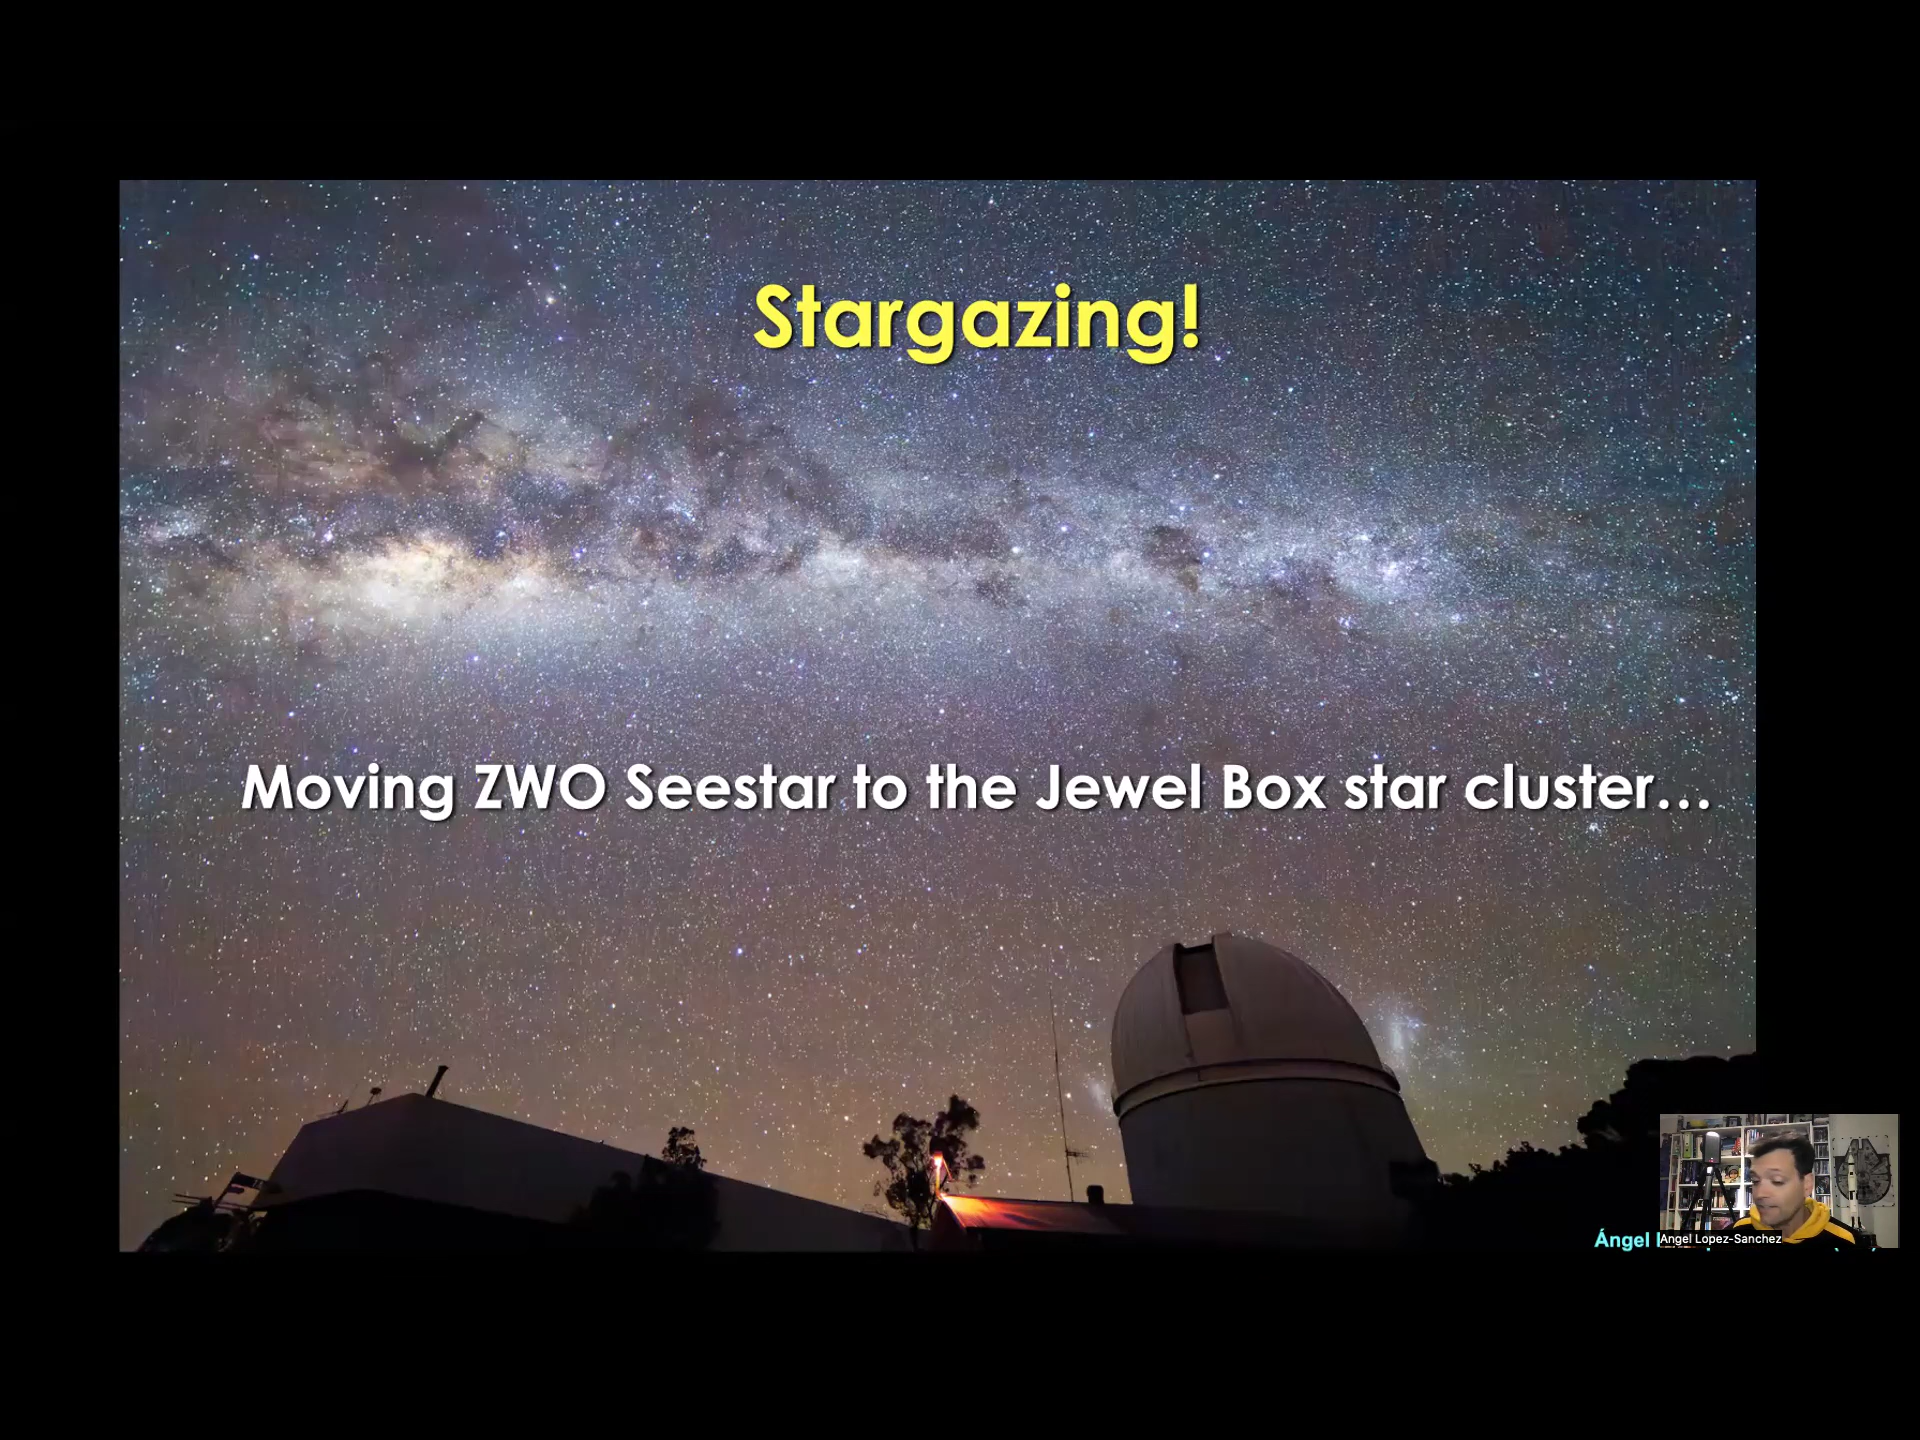 Stargazing!
Moving ZWO Seestar to the Jewel Box star cluster…
Ángel
Angel Lopez-Sanchez